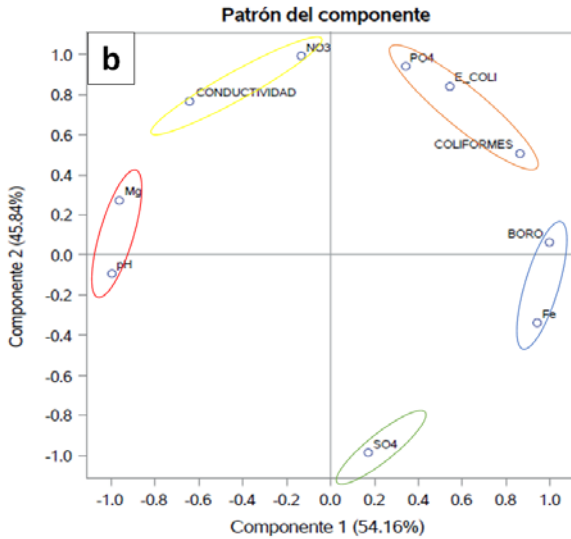 Patrón del componente
b
NO3
PO4
E_COLI
CONDUCTIVIDAD
COLIFORMES
Mg
BORO
pH
Fe
SO4
1.0
0.8
0.6
0.4
0.2
0.0
-0.2
-0.4
-0.6
-0.8
-1.0
Componente 2 (45.84%)
-1.0 -0.8 -0.6 -0.4 -0.2 0.0 0.2 0.4 0.6 0.8 1.0
Componente 1 (54.16%)